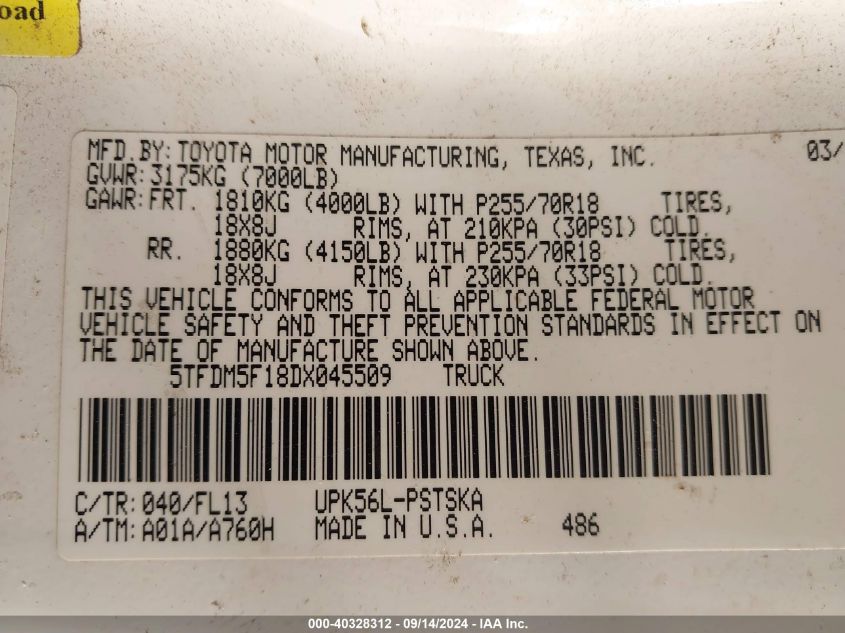 oad
MFD.BY:TOYOTA MOTOR MANUFACTURING, TEXAS, INC. 03/
GVWR:3175KG (7000LB)
GAWR:FRT. 1810KG (4000LB) WITH P255/70R18 TIRES,
18X8J RIMS, AT 210KPA (30PSI) COLD.
RR. 1880KG (4150LB) WITH P255/70R18 TIRES,
18X8J RIMS, AT 230KPA (33PSI) COLD.
THIS VEHICLE CONFORMS TO ALL APPLICABLE FEDERAL MOTOR
VEHICLE SAFETY AND THEFT PREVENTION STANDARDS IN EFFECT ON
THE DATE OF MANUFACTURE SHOWN ABOVE.
5TFDM5F18DX045509 TRUCK
C/TR:040/FL13 UPK56L-PSTSKA
A/TM:A01A/A760H MADE IN U.S.A. 486
000-40328312 - 09/14/2024 - IAA Inc.